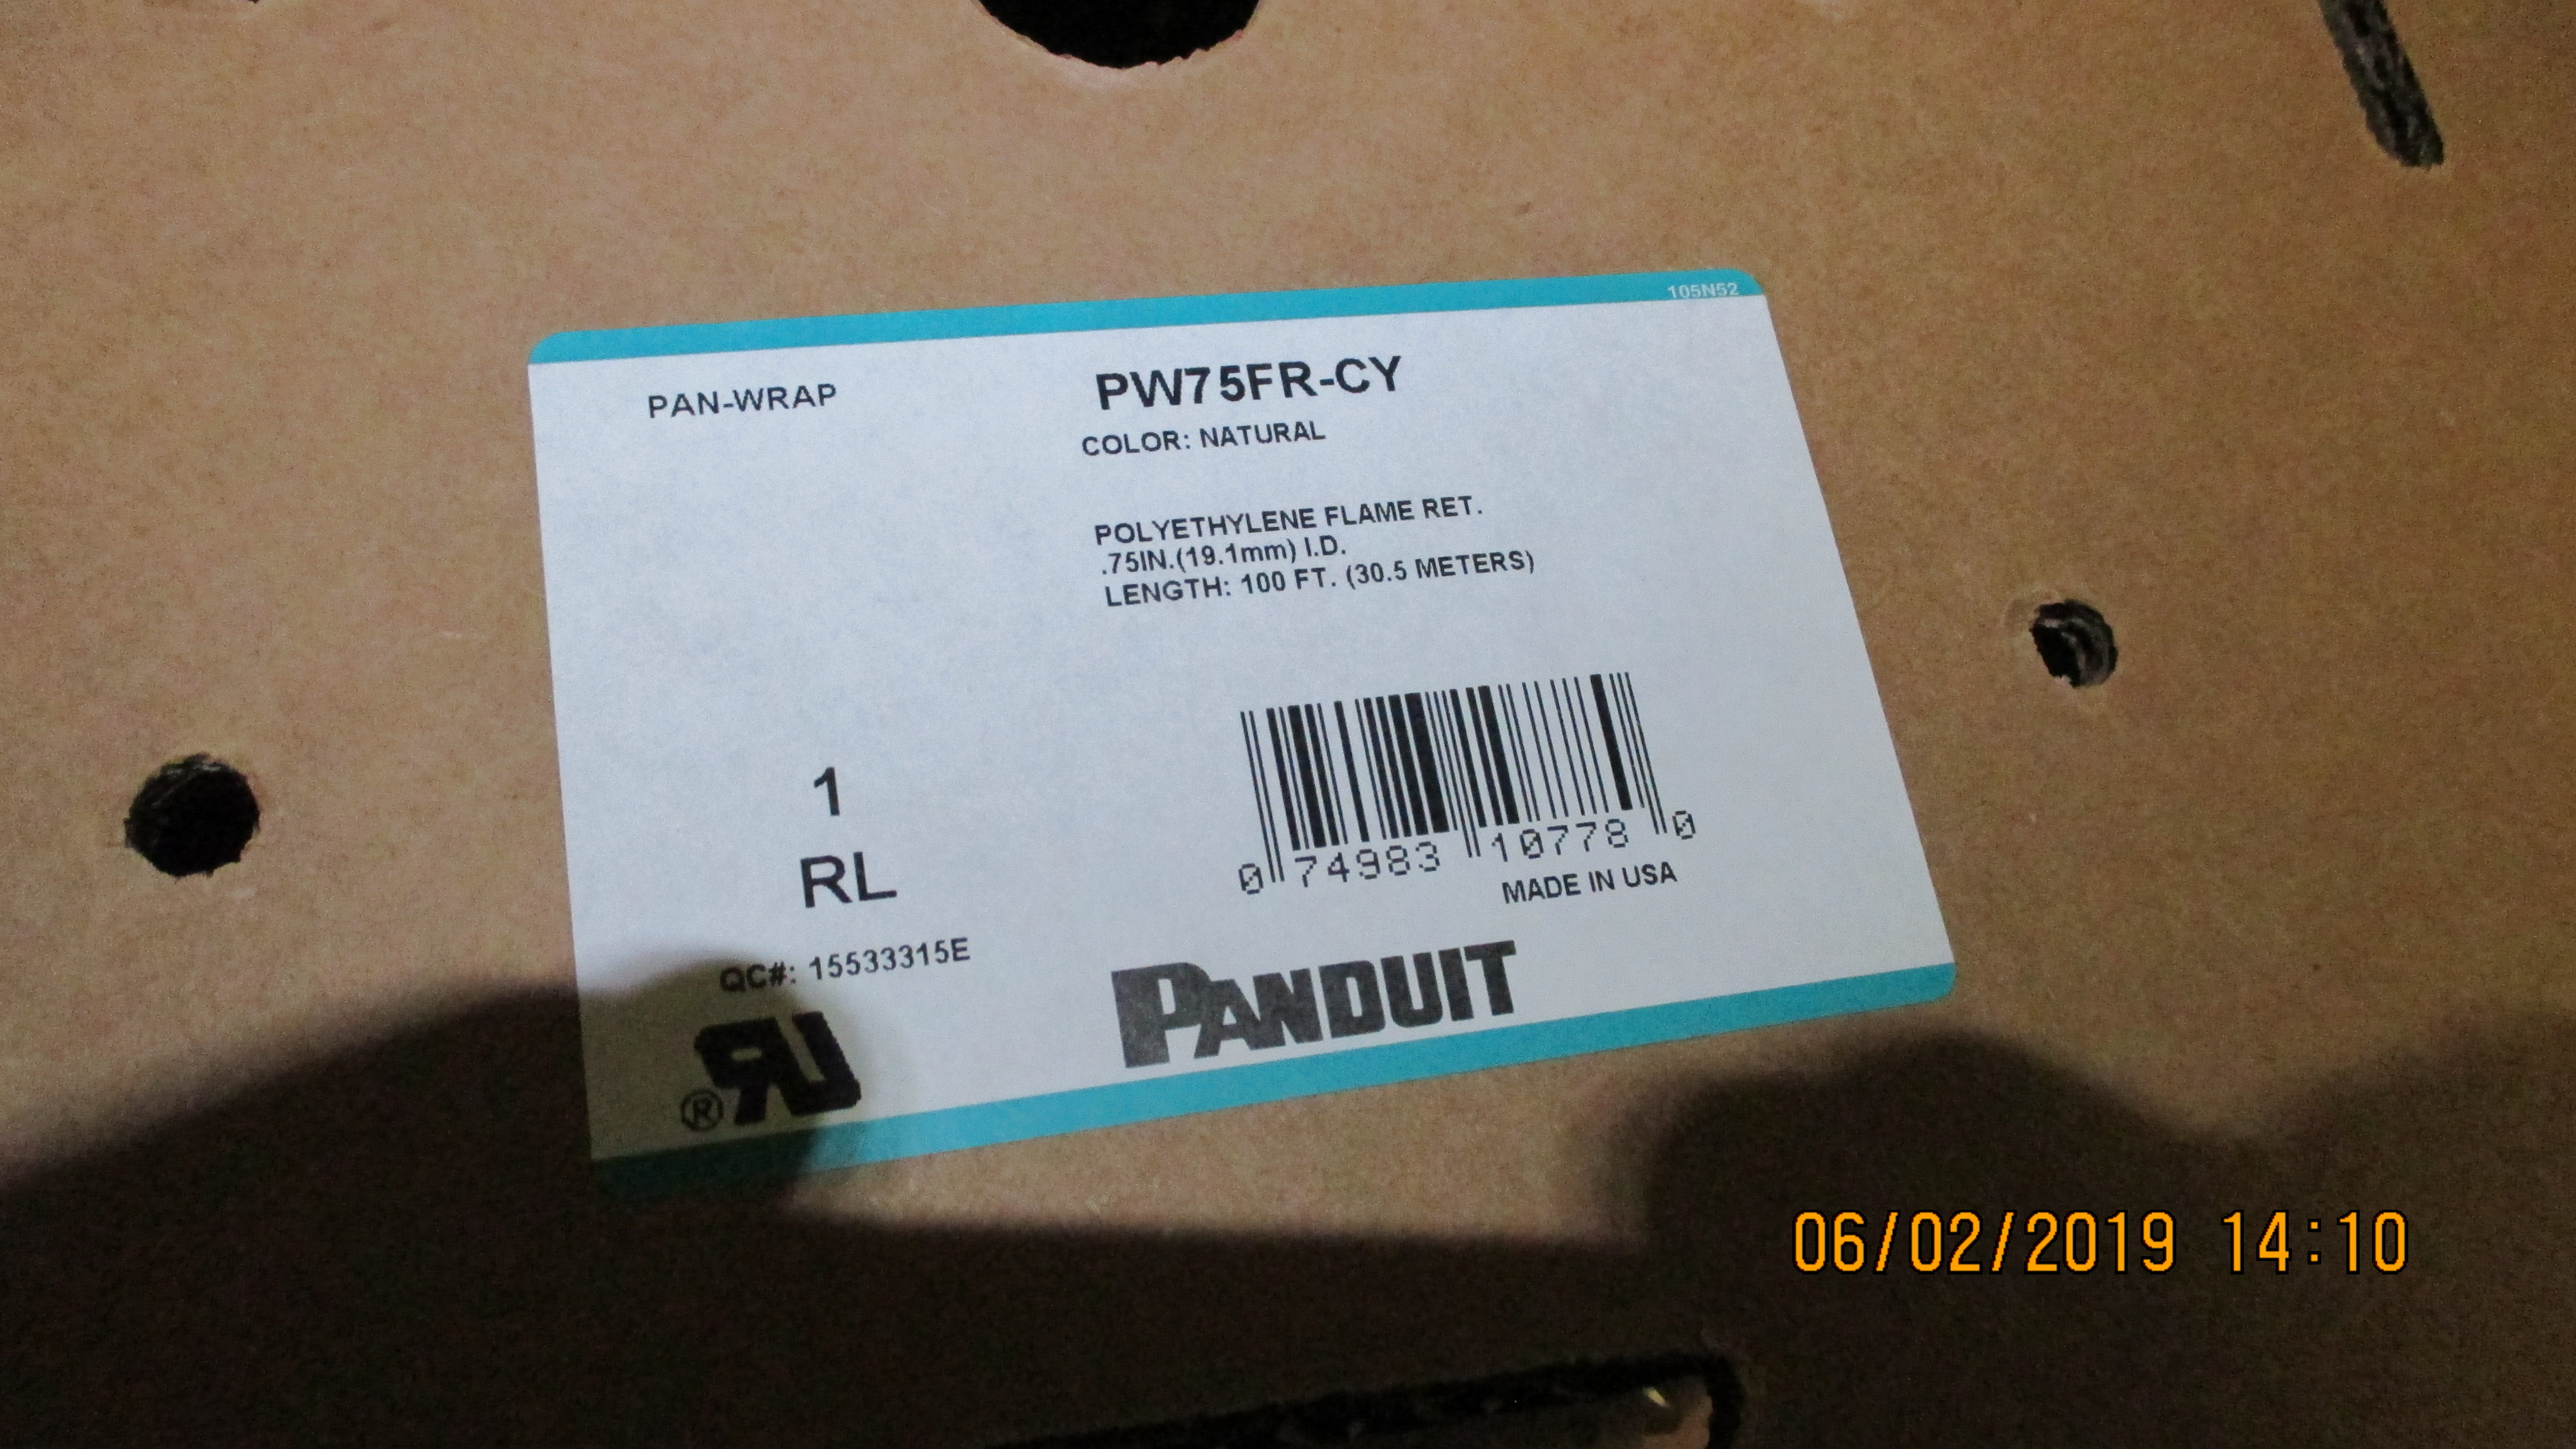 105N52
PAN-WRAP
PW75FR-CY
COLOR: NATURAL
POLYETHYLENE FLAME RET.
.75IN.(19.1mm) I.D.
LENGTH: 100 FT. (30.5 METERS)
1
RL
0 74983 10778 0
MADE IN USA
QC#: 15533315E
PANDUIT
RU®
06/02/2019 14:10